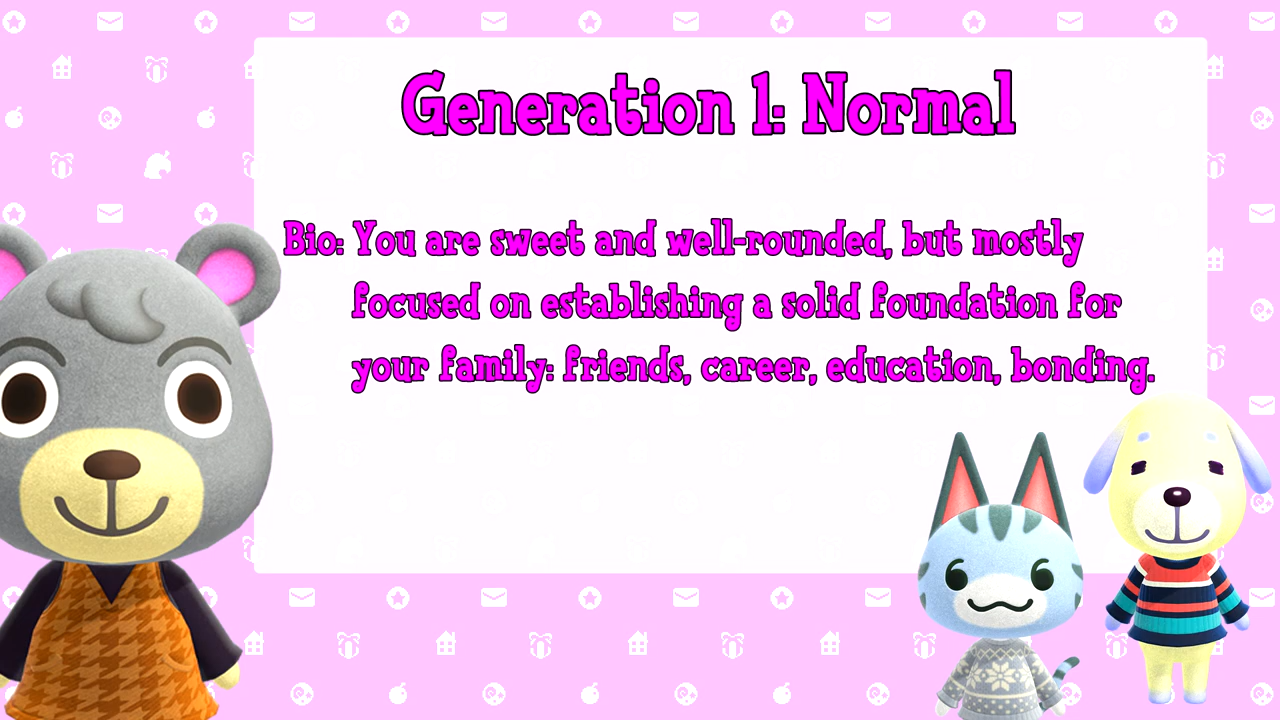 Generation 1: Normal
Bio: You are sweet and well-rounded, but mostly
focused on establishing a solid foundation for
your family: friends, career, education, bonding.